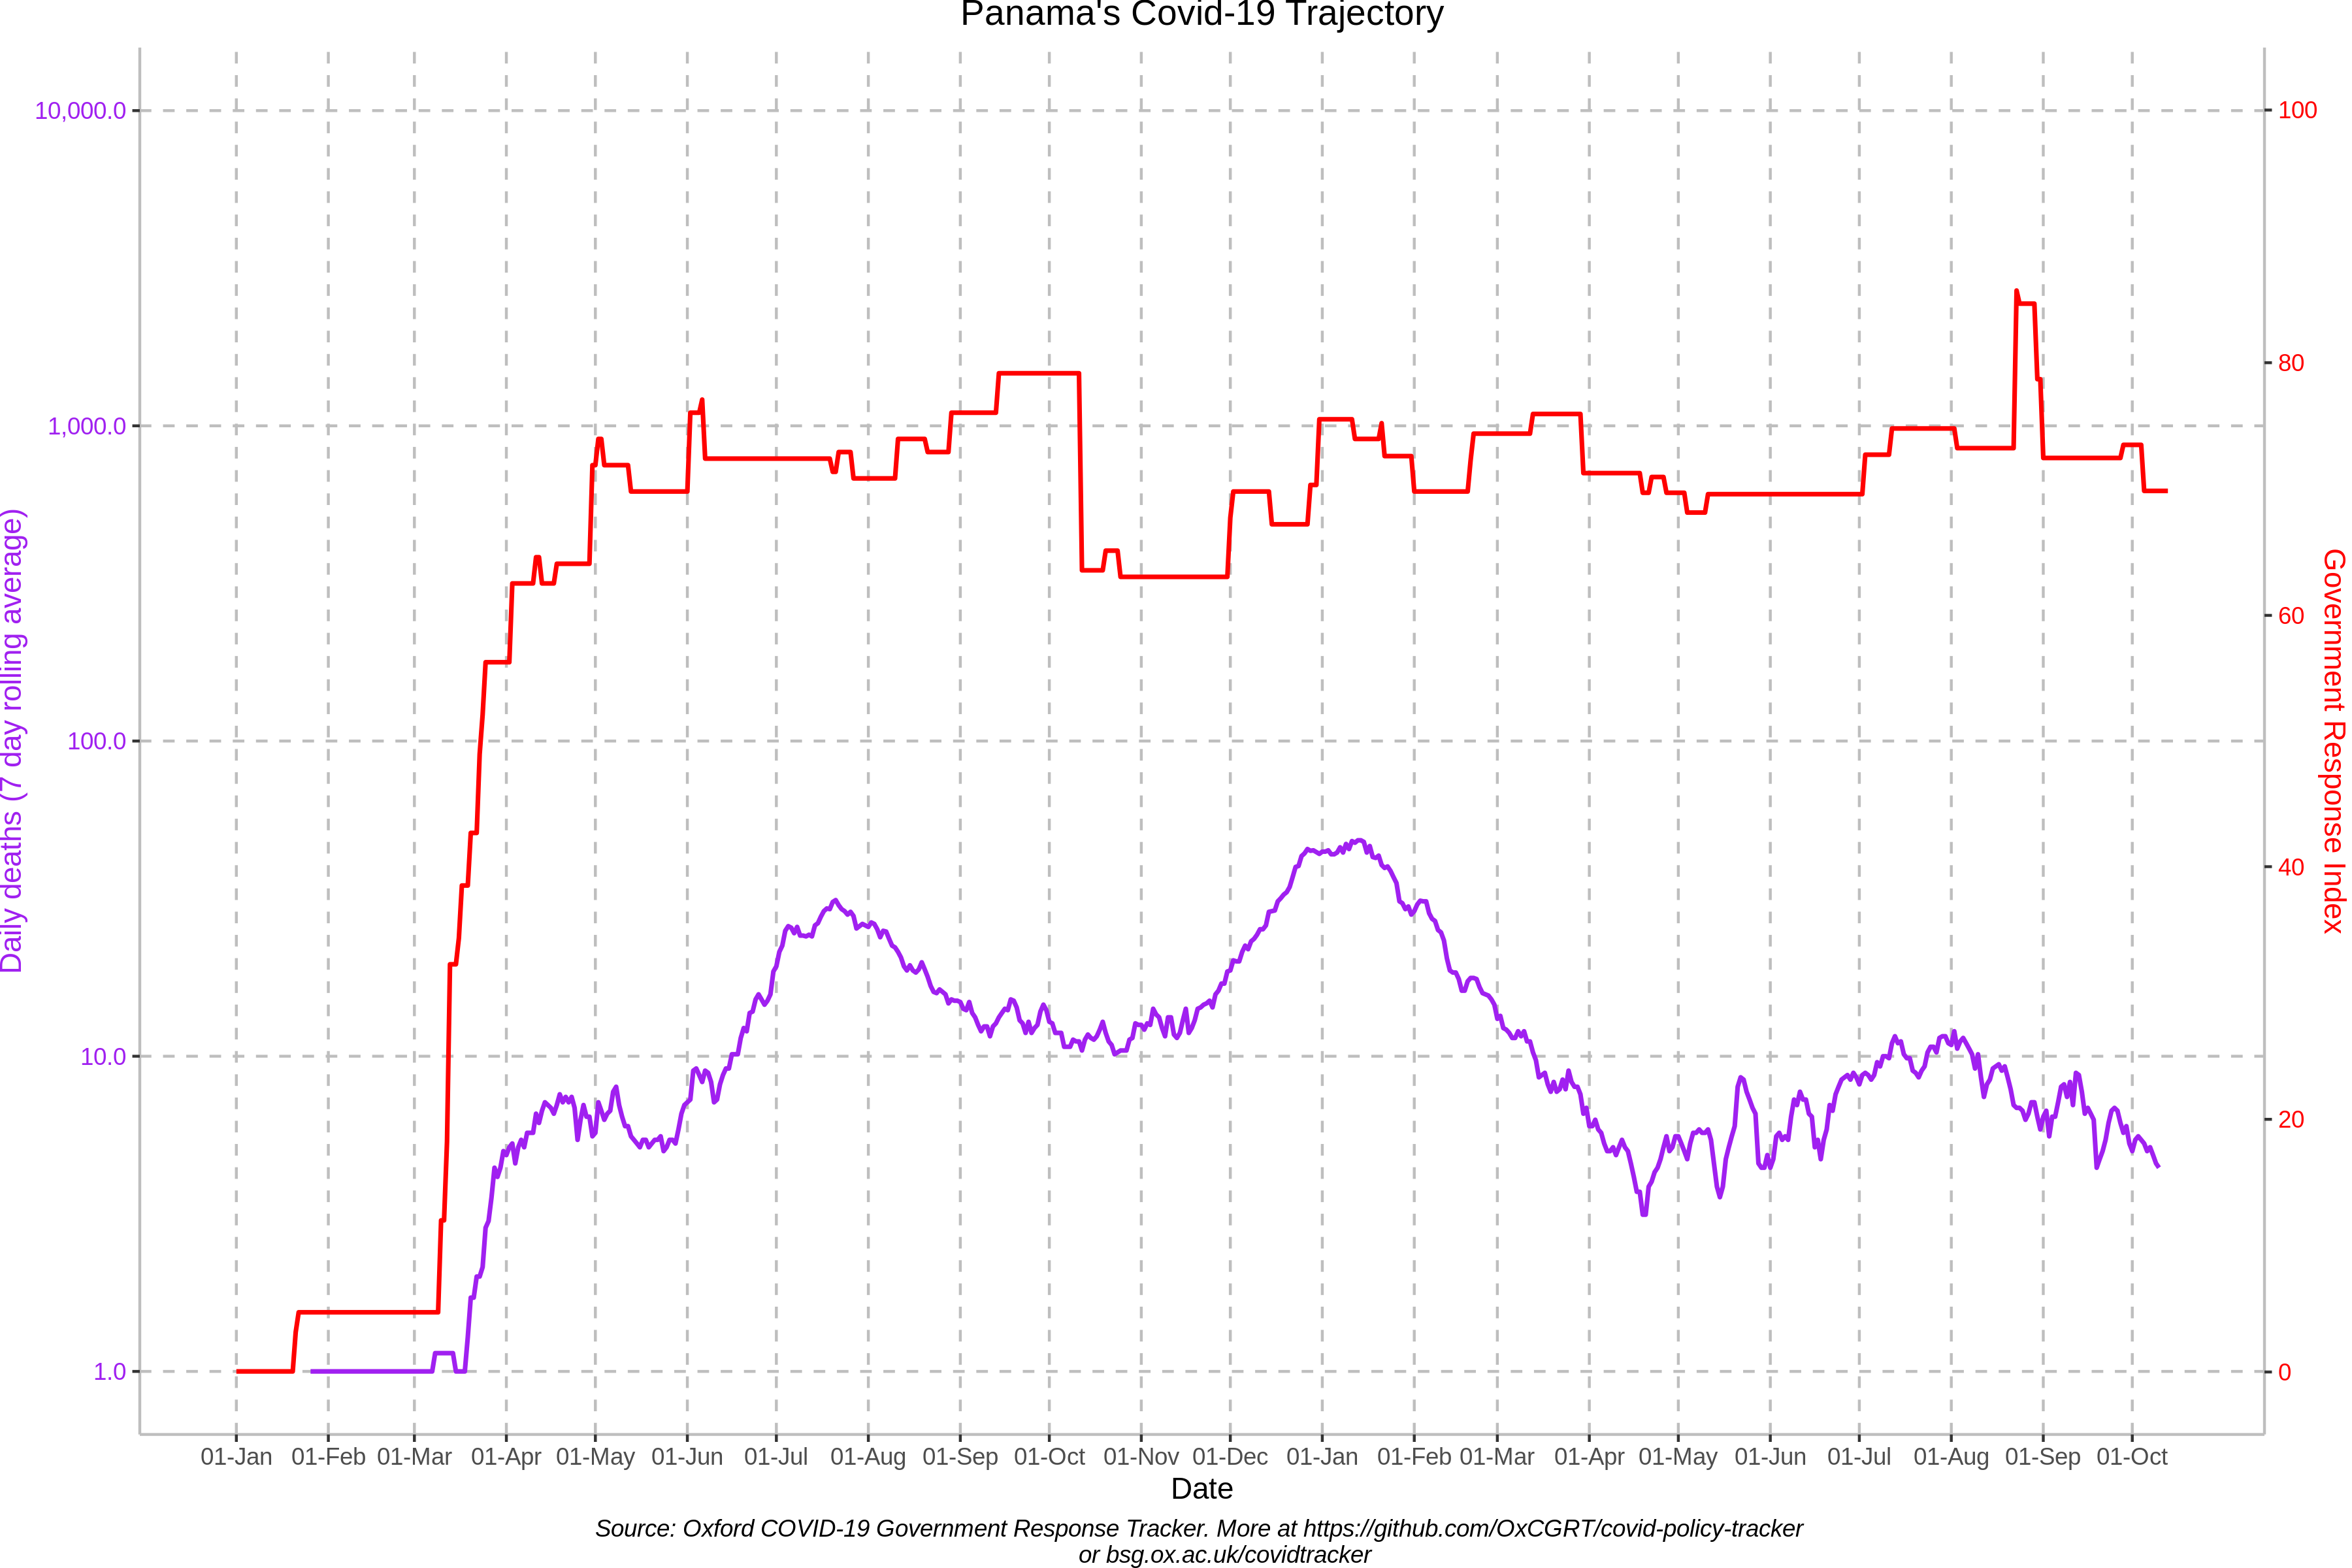 Panama's Covid-19 Trajectory
Daily deaths (7 day rolling average)
10,000.0
1,000.0
100.0
10.0
1.0
100
80
60
40
20
0
Government Response Index
01-Jan 01-Feb 01-Mar 01-Apr 01-May 01-Jun 01-Jul 01-Aug 01-Sep 01-Oct 01-Nov 01-Dec 01-Jan 01-Feb 01-Mar 01-Apr 01-May 01-Jun 01-Jul 01-Aug 01-Sep 01-Oct
Date
Source: Oxford COVID-19 Government Response Tracker. More at https://github.com/OxCGRT/covid-policy-tracker
or bsg.ox.ac.uk/covidtracker